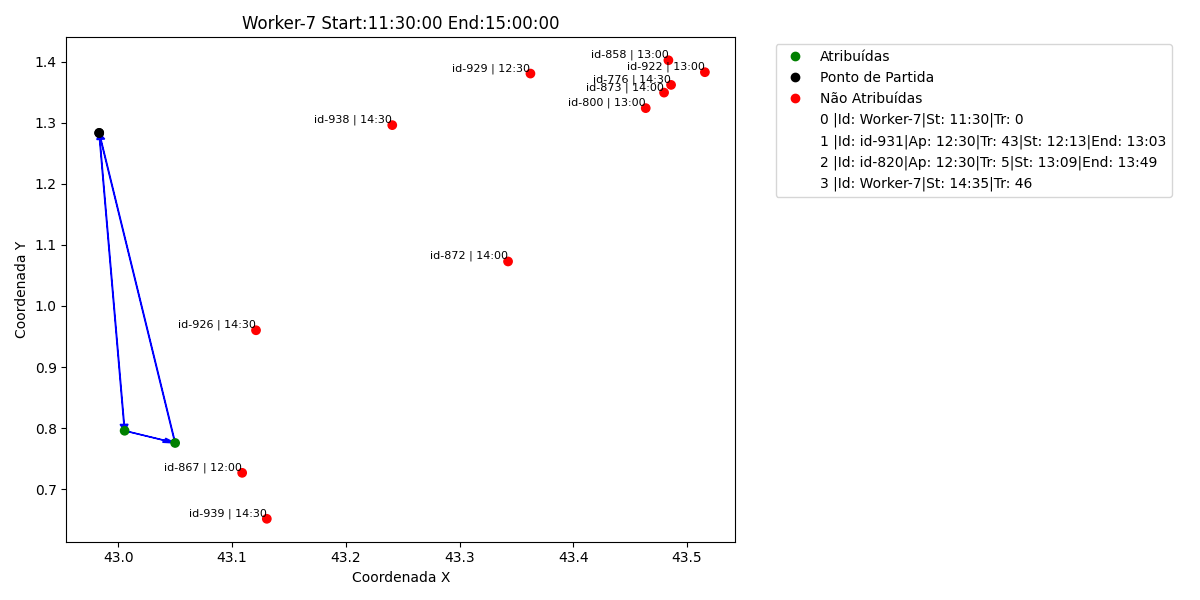 Worker-7 Start:11:30:00 End:15:00:00
Coordenada Y
1.4
1.3
1.2
1.1
1.0
0.9
0.8
0.7
id-858 | 13:00
id-922 | 13:00
id-929 | 12:30
id-776 | 14:30
id-873 | 14:00
id-800 | 13:00
id-938 | 14:30
id-872 | 14:00
id-926 | 14:30
id-867 | 12:00
id-939 | 14:30
43.0 43.1 43.2 43.3 43.4 43.5
Coordenada X
Atribuídas
Ponto de Partida
Não Atribuídas
0 |Id: Worker-7|St: 11:30|Tr: 0
1 |Id: id-931|Ap: 12:30|Tr: 43|St: 12:13|End: 13:03
2 |Id: id-820|Ap: 12:30|Tr: 5|St: 13:09|End: 13:49
3 |Id: Worker-7|St: 14:35|Tr: 46